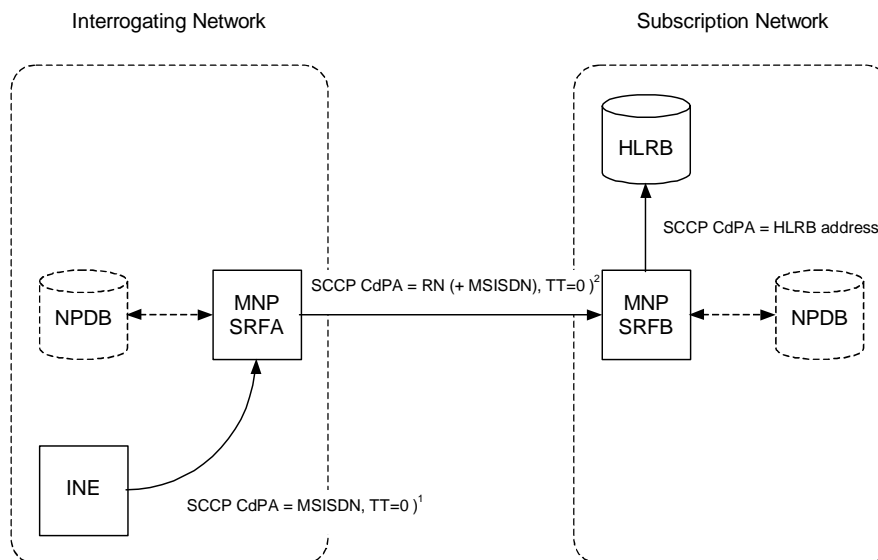 Interrogating Network
Subscription Network
HLRB
SCCP CdPA = HLRB address
SCCP CdPA = RN (+ MSISDN), TT=0 )²
NPDB
MNP
SRFA
MNP
SRFB
NPDB
INE
SCCP CdPA = MSISDN, TT=0 )¹